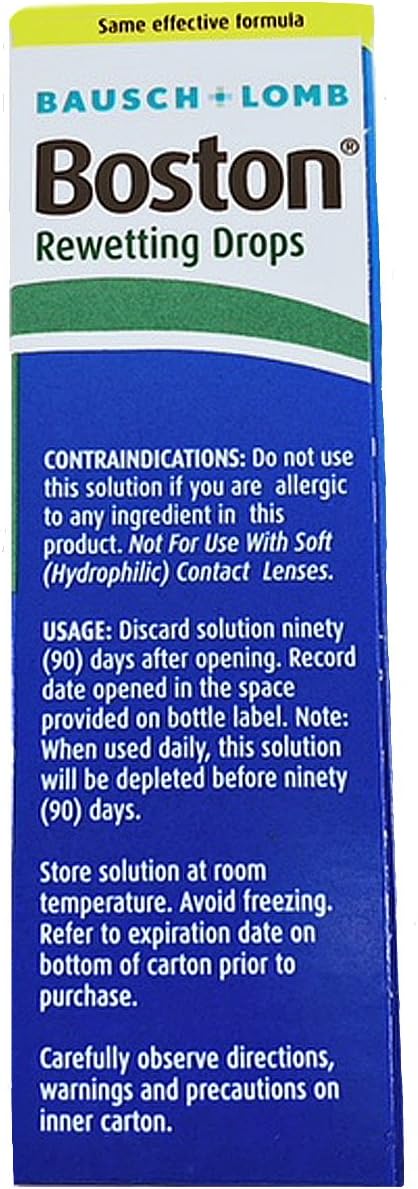 Same effective formula
BAUSCH + LOMB
Boston®
Rewetting Drops
CONTRAINDICATIONS: Do not use
this solution if you are allergic
to any ingredient in this
product. Not For Use With Soft
(Hydrophilic) Contact Lenses.
USAGE: Discard solution ninety
(90) days after opening. Record
date opened in the space
provided on bottle label. Note:
When used daily, this solution
will be depleted before ninety
(90) days.
Store solution at room
temperature. Avoid freezing.
Refer to expiration date on
bottom of carton prior to
purchase.
Carefully observe directions,
warnings and precautions on
inner carton.